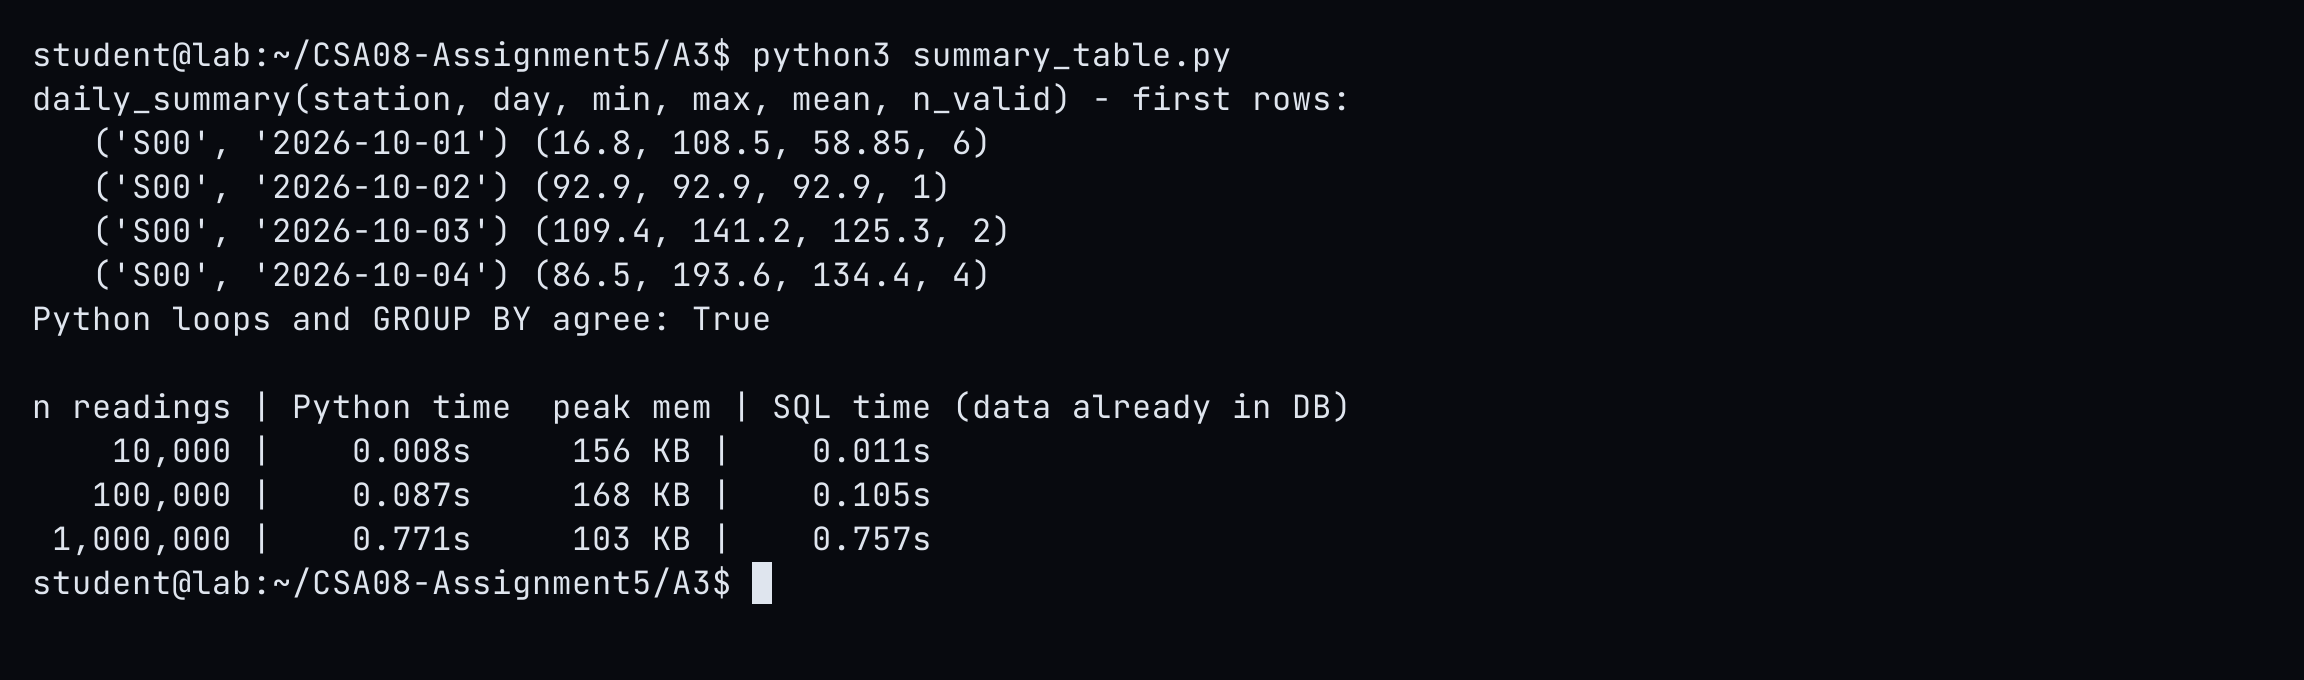 student@lab:~/CSA08-Assignment5/A3$ python3 summary_table.py
daily_summary(station, day, min, max, mean, n_valid) - first rows:
   ('S00', '2026-10-01') (16.8, 108.5, 58.85, 6)
   ('S00', '2026-10-02') (92.9, 92.9, 92.9, 1)
   ('S00', '2026-10-03') (109.4, 141.2, 125.3, 2)
   ('S00', '2026-10-04') (86.5, 193.6, 134.4, 4)
Python loops and GROUP BY agree: True

n readings | Python time  peak mem | SQL time (data already in DB)
    10,000 |    0.008s     156 KB |    0.011s
   100,000 |    0.087s     168 KB |    0.105s
 1,000,000 |    0.771s     103 KB |    0.757s
student@lab:~/CSA08-Assignment5/A3$